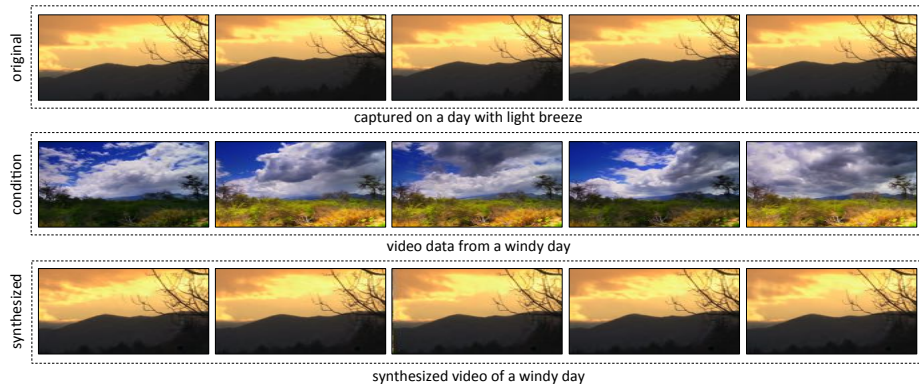 original
captured on a day with light breeze
condition
video data from a windy day
synthesized
synthesized video of a windy day